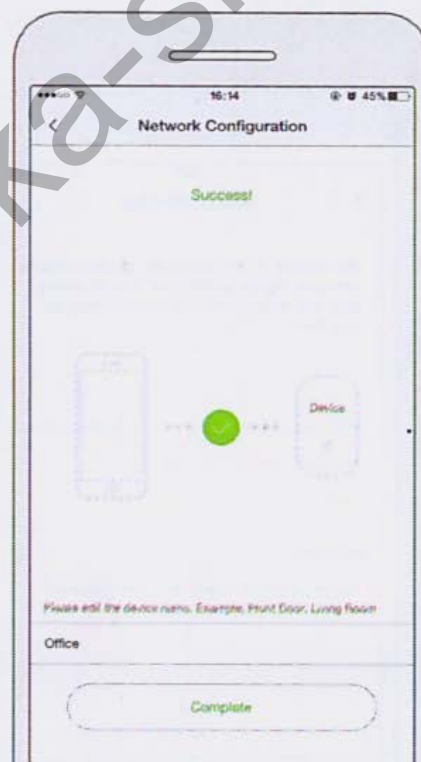 ka-s
16:14
45%
Network Configuration
Success!
Device
Please edit the device name. Example: Front Door, Living Room
Office
Complete